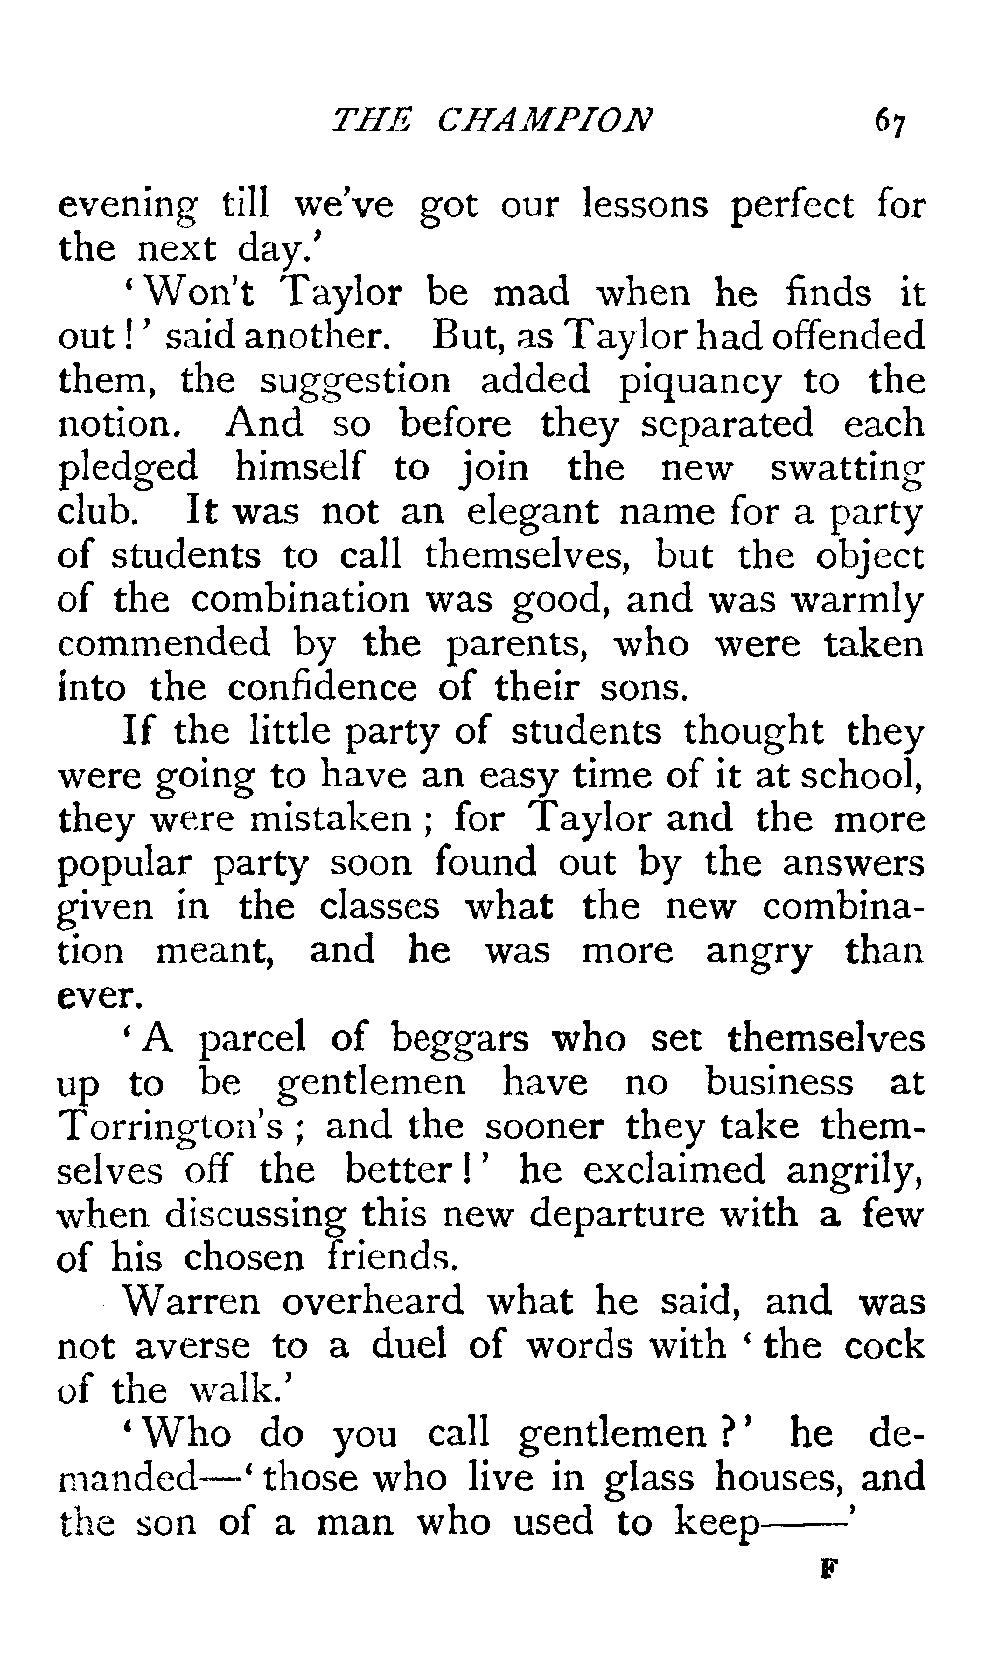 THE CHAMPION 67
evening till we've got our lessons perfect for
the next day.'
'Won't Taylor be mad when he finds it
out!' said another. But, as Taylor had offended
them, the suggestion added piquancy to the
notion. And so before they separated each
pledged himself to join the new swatting
club. It was not an elegant name for a party
of students to call themselves, but the object
of the combination was good, and was warmly
commended by the parents, who were taken
into the confidence of their sons.
If the little party of students thought they
were going to have an easy time of it at school,
they were mistaken; for Taylor and the more
popular party soon found out by the answers
given in the classes what the new combina-
tion meant, and he was more angry than
ever.
'A parcel of beggars who set themselves
up to be gentlemen have no business at
Torrington's; and the sooner they take them-
selves off the better!' he exclaimed angrily,
when discussing this new departure with a few
of his chosen friends.
Warren overheard what he said, and was
not averse to a duel of words with 'the cock
of the walk.'
'Who do you call gentlemen?' he de-
manded—'those who live in glass houses, and
the son of a man who used to keep——'
F